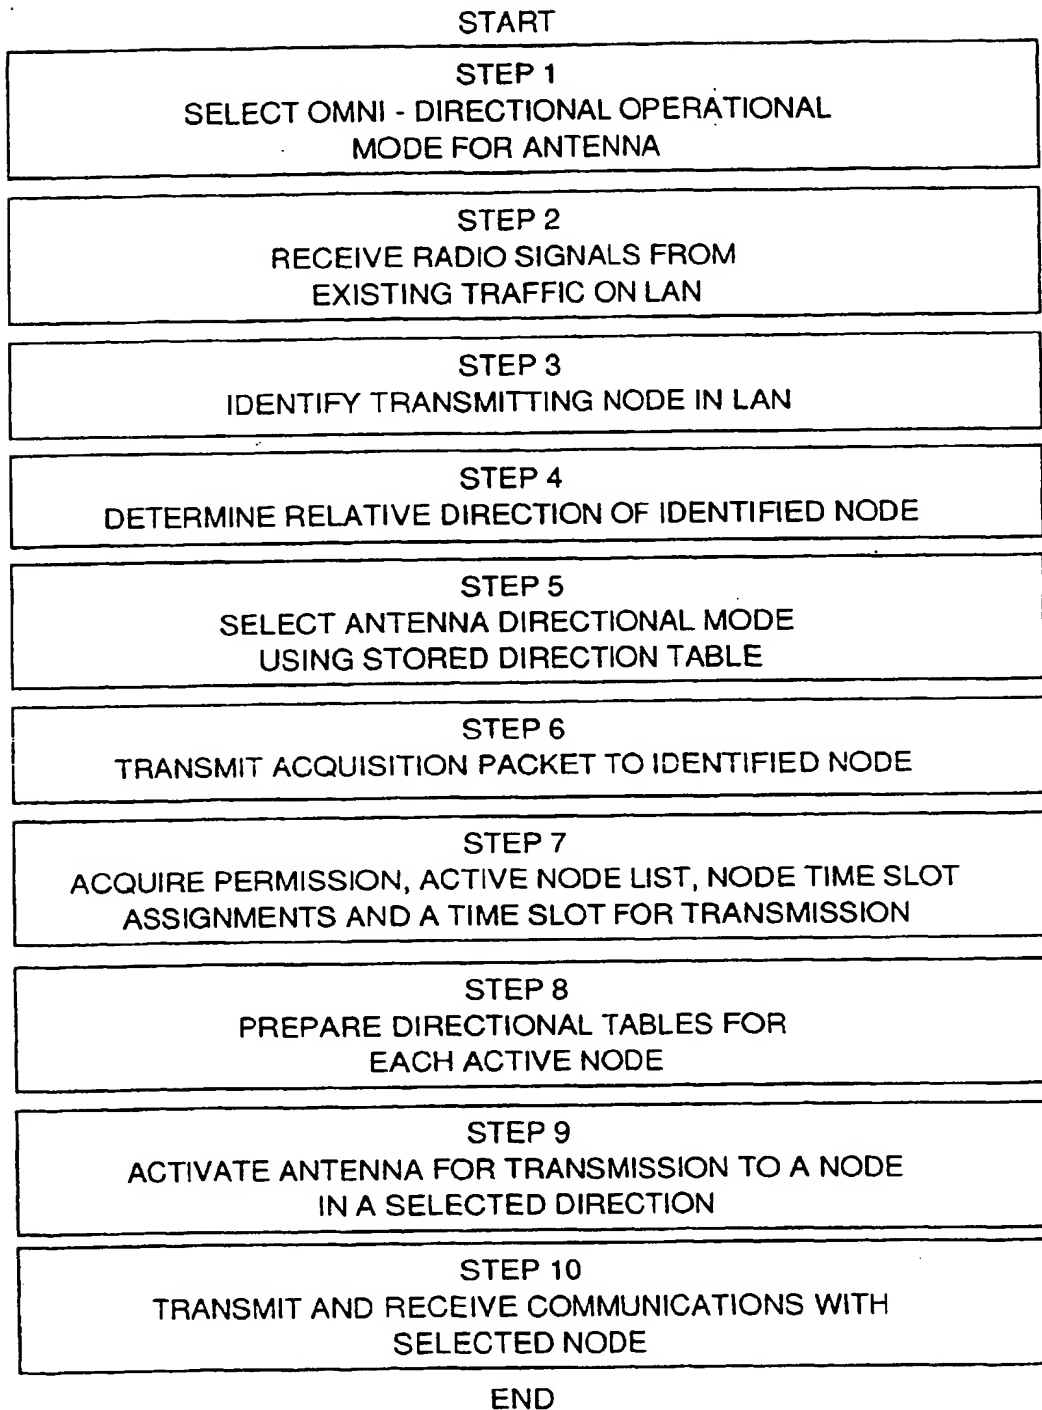 START
STEP 1
SELECT OMNI - DIRECTIONAL OPERATIONAL
MODE FOR ANTENNA
STEP 2
RECEIVE RADIO SIGNALS FROM
EXISTING TRAFFIC ON LAN
STEP 3
IDENTIFY TRANSMITTING NODE IN LAN
STEP 4
DETERMINE RELATIVE DIRECTION OF IDENTIFIED NODE
STEP 5
SELECT ANTENNA DIRECTIONAL MODE
USING STORED DIRECTION TABLE
STEP 6
TRANSMIT ACQUISITION PACKET TO IDENTIFIED NODE
STEP 7
ACQUIRE PERMISSION, ACTIVE NODE LIST, NODE TIME SLOT
ASSIGNMENTS AND A TIME SLOT FOR TRANSMISSION
STEP 8
PREPARE DIRECTIONAL TABLES FOR
EACH ACTIVE NODE
STEP 9
ACTIVATE ANTENNA FOR TRANSMISSION TO A NODE
IN A SELECTED DIRECTION
STEP 10
TRANSMIT AND RECEIVE COMMUNICATIONS WITH
SELECTED NODE
END